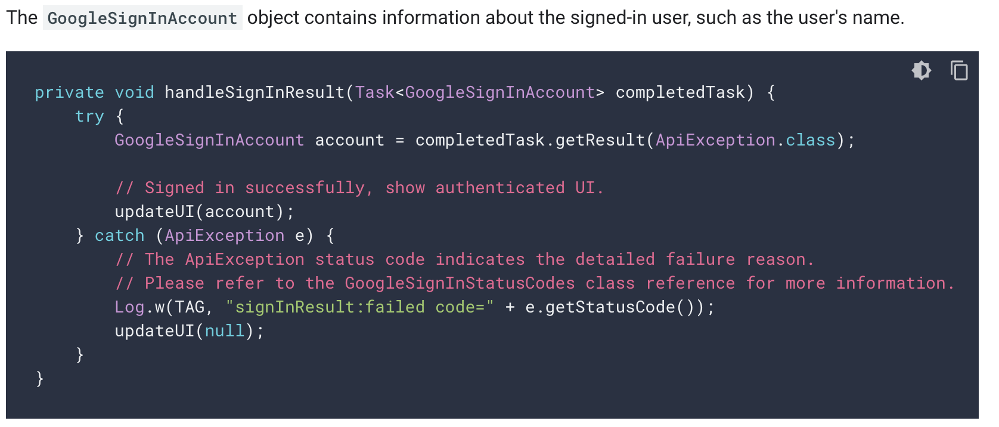 The GoogleSignInAccount object contains information about the signed-in user, such as the user's name.
private void handleSignInResult(Task<GoogleSignInAccount> completedTask) {
    try {
        GoogleSignInAccount account = completedTask.getResult(ApiException.class);

        // Signed in successfully, show authenticated UI.
        updateUI(account);
    } catch (ApiException e) {
        // The ApiException status code indicates the detailed failure reason.
        // Please refer to the GoogleSignInStatusCodes class reference for more information.
        Log.w(TAG, "signInResult:failed code=" + e.getStatusCode());
        updateUI(null);
    }
}